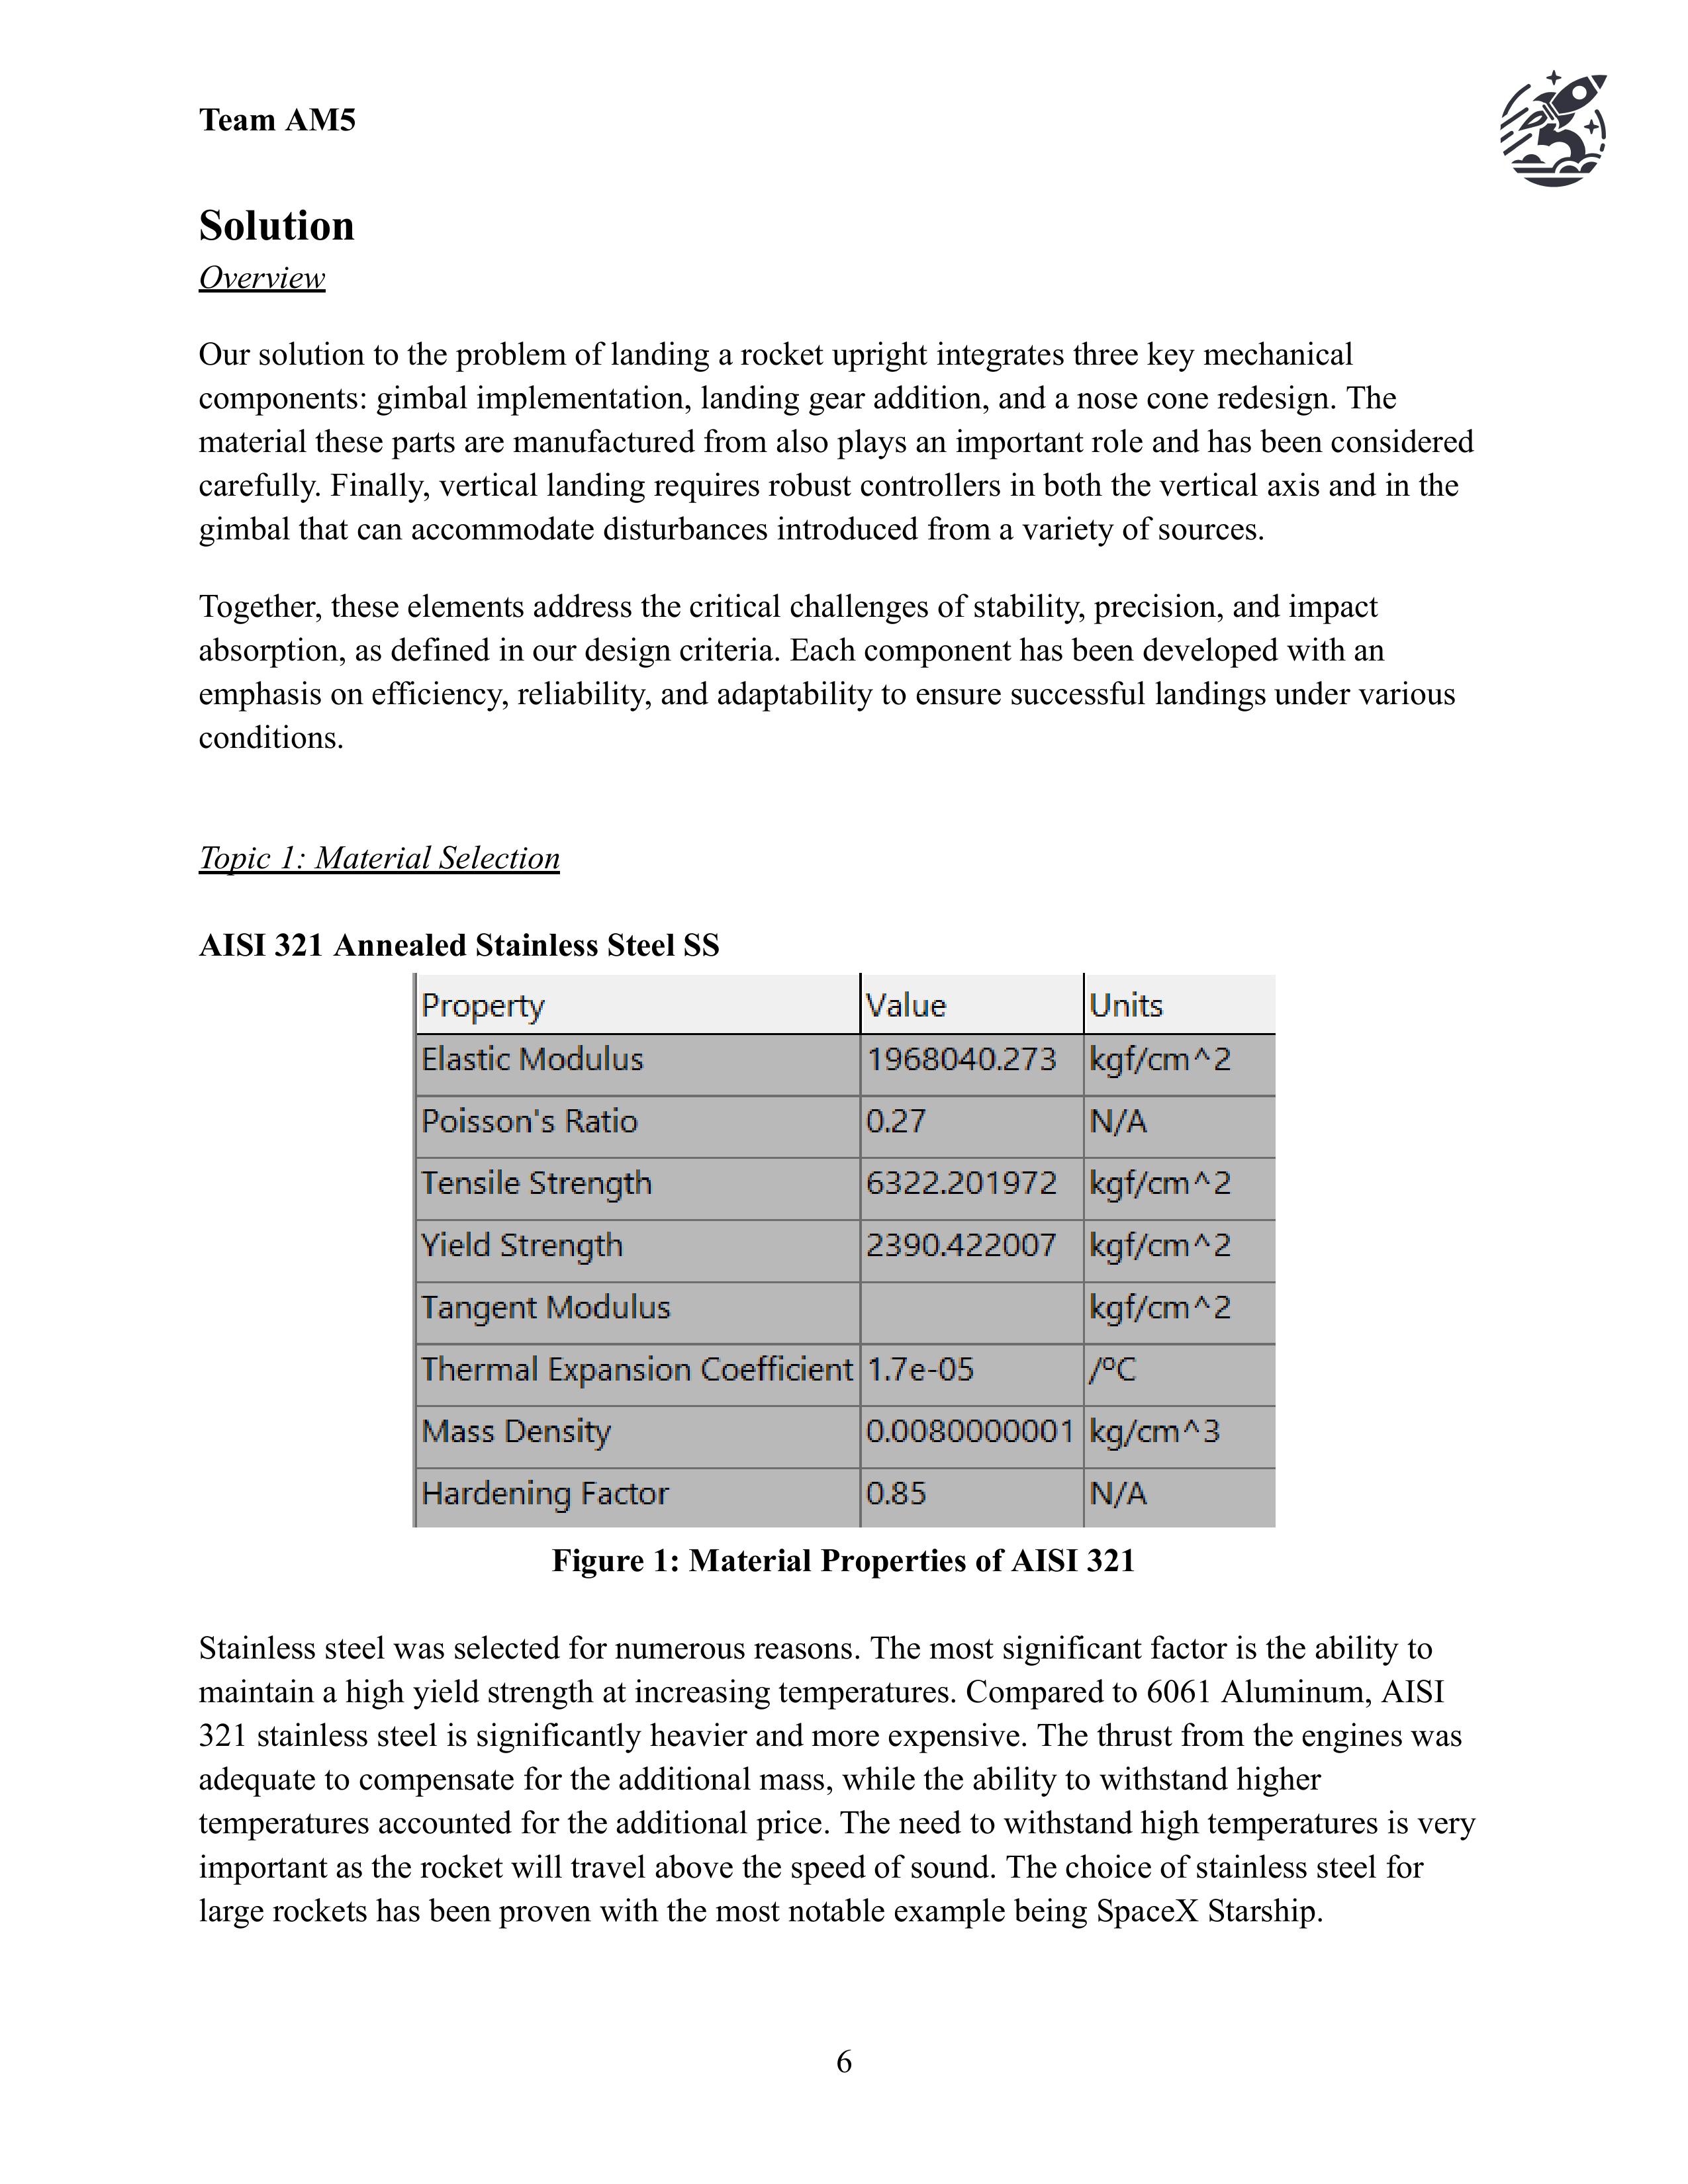 Team AM5
Solution
Overview
Our solution to the problem of landing a rocket upright integrates three key mechanical
components: gimbal implementation, landing gear addition, and a nose cone redesign. The
material these parts are manufactured from also plays an important role and has been considered
carefully. Finally, vertical landing requires robust controllers in both the vertical axis and in the
gimbal that can accommodate disturbances introduced from a variety of sources.
Together, these elements address the critical challenges of stability, precision, and impact
absorption, as defined in our design criteria. Each component has been developed with an
emphasis on efficiency, reliability, and adaptability to ensure successful landings under various
conditions.
Topic 1: Material Selection
AISI 321 Annealed Stainless Steel SS
Property Value Units
Elastic Modulus 1968040.273 kgf/cm^2
Poisson's Ratio 0.27 N/A
Tensile Strength 6322.201972 kgf/cm^2
Yield Strength 2390.422007 kgf/cm^2
Tangent Modulus kgf/cm^2
Thermal Expansion Coefficient 1.7e-05 /ºC
Mass Density 0.0080000001 kg/cm^3
Hardening Factor 0.85 N/A
Figure 1: Material Properties of AISI 321
Stainless steel was selected for numerous reasons. The most significant factor is the ability to
maintain a high yield strength at increasing temperatures. Compared to 6061 Aluminum, AISI
321 stainless steel is significantly heavier and more expensive. The thrust from the engines was
adequate to compensate for the additional mass, while the ability to withstand higher
temperatures accounted for the additional price. The need to withstand high temperatures is very
important as the rocket will travel above the speed of sound. The choice of stainless steel for
large rockets has been proven with the most notable example being SpaceX Starship.
6